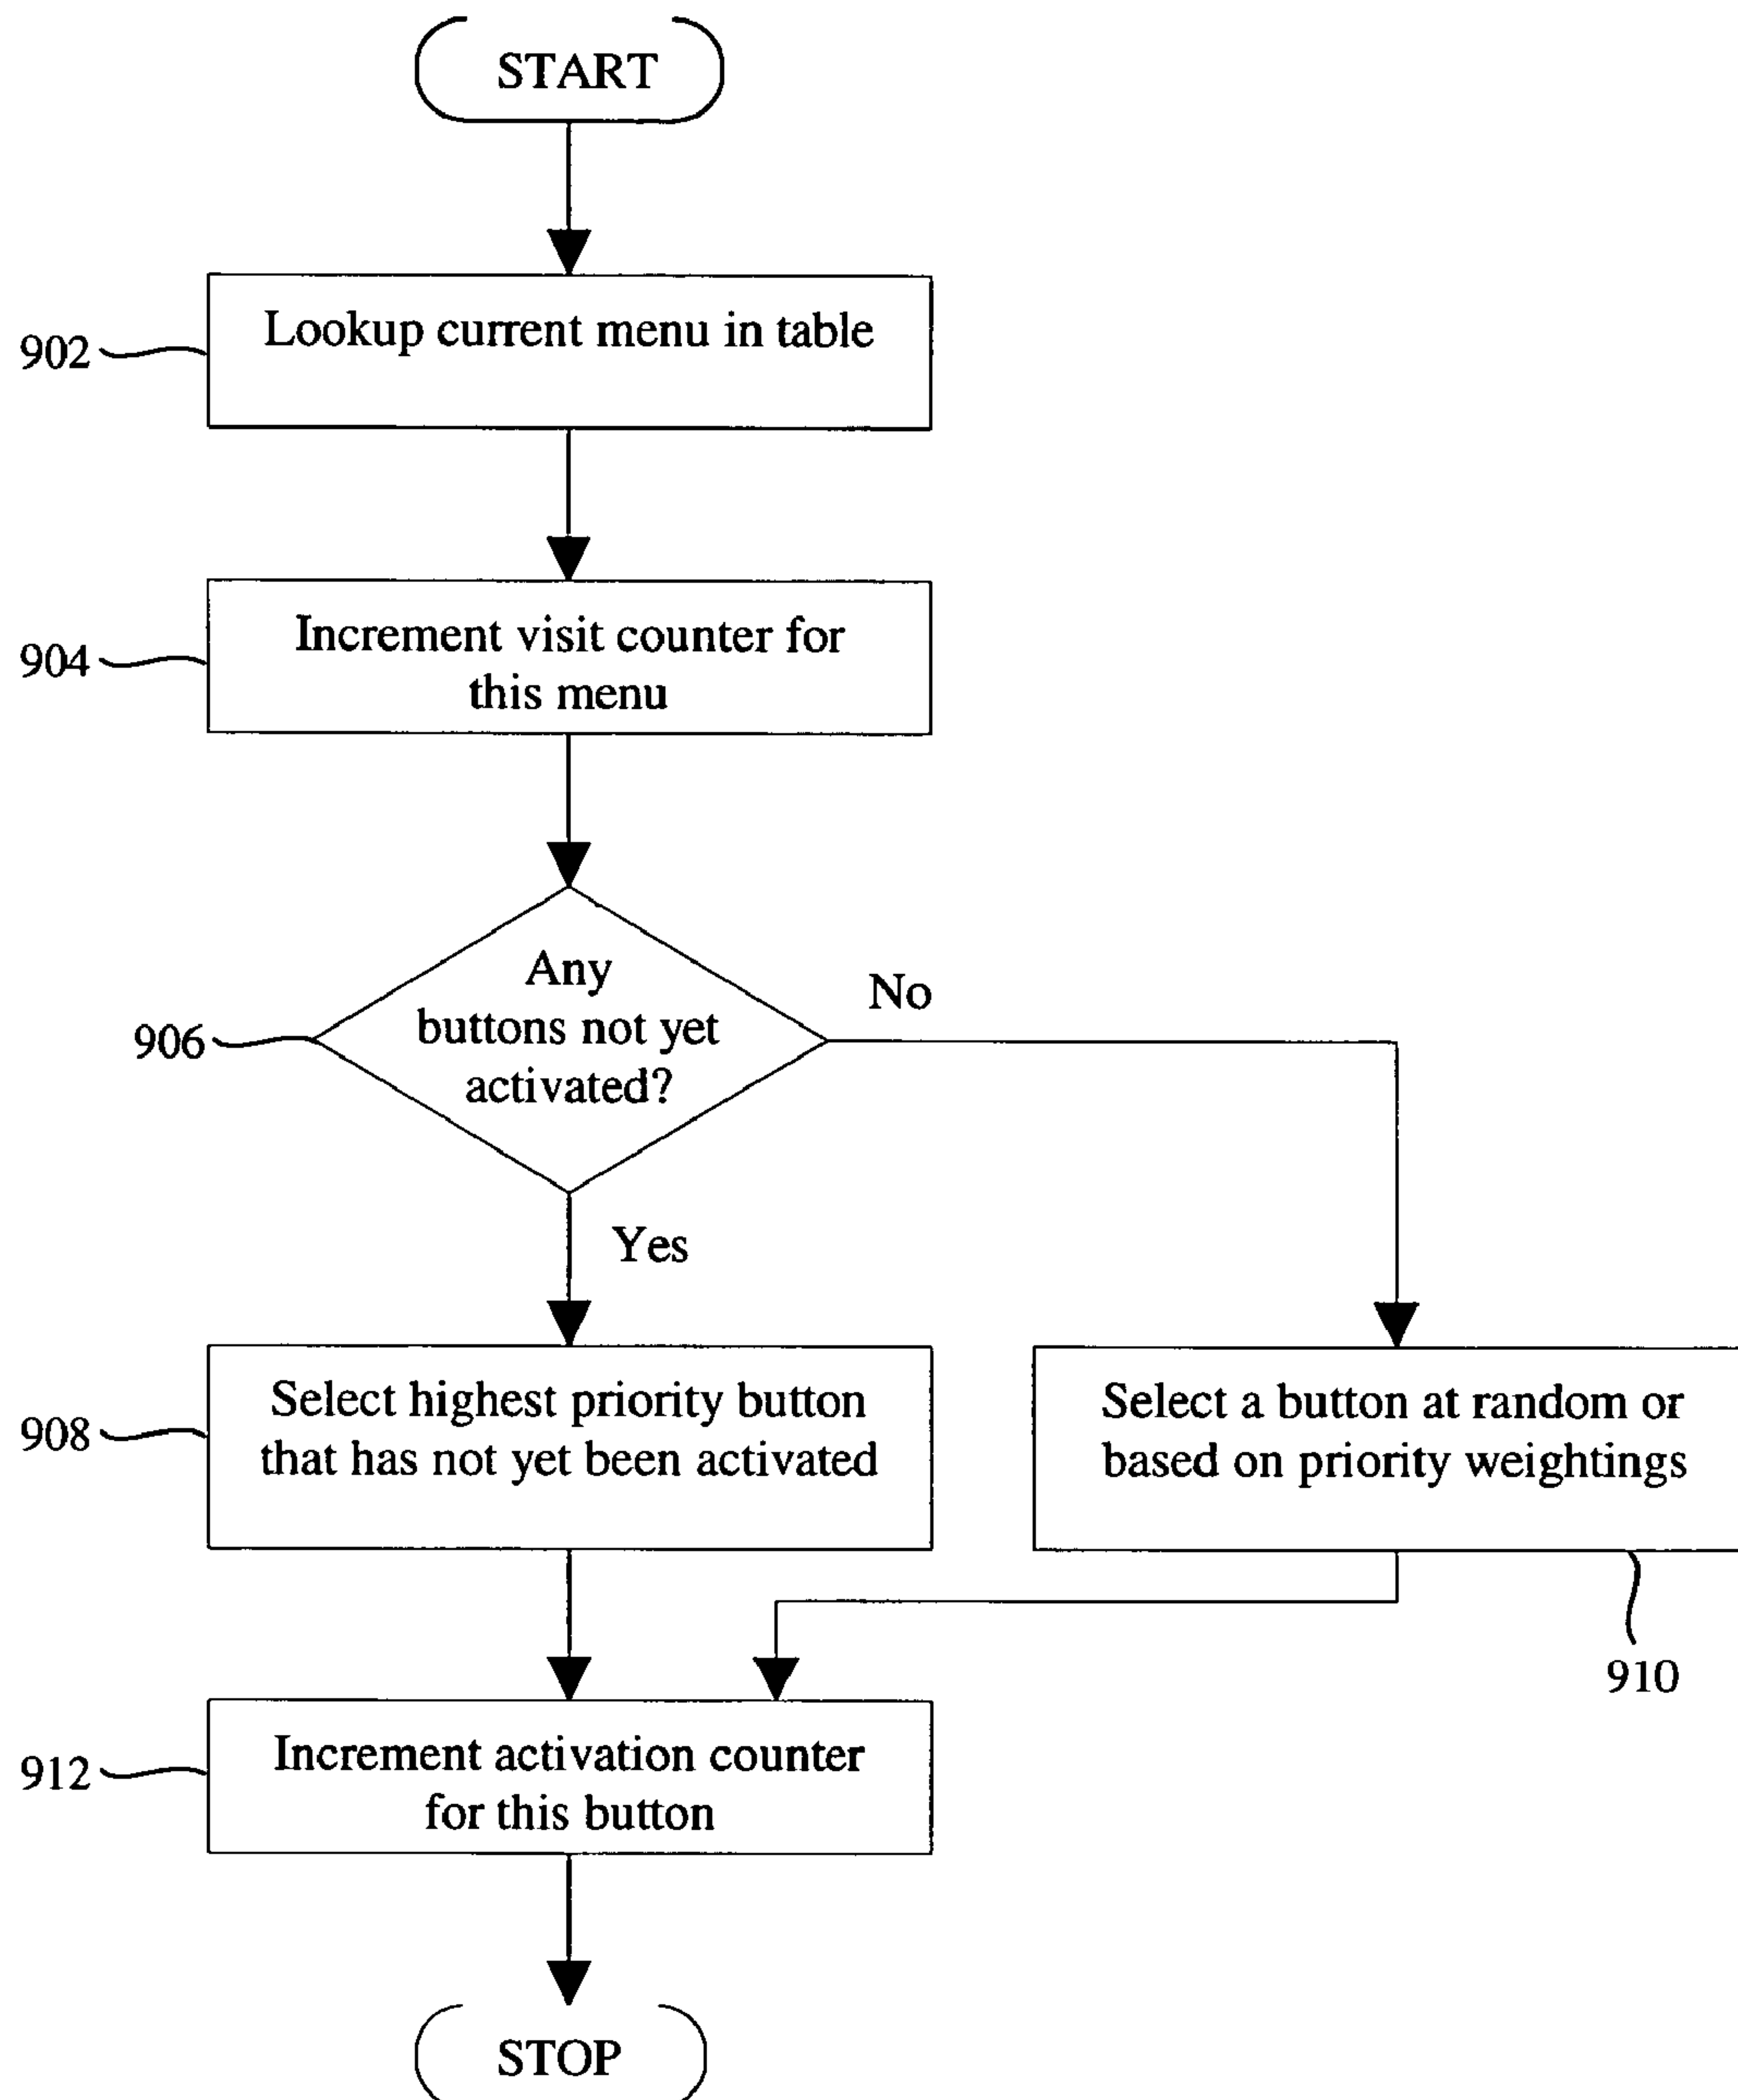 START
Lookup current menu in table
902
Increment visit counter for
this menu
904
Any
buttons not yet
activated?
906
No
Yes
Select highest priority button
that has not yet been activated
908
Select a button at random or
based on priority weightings
910
Increment activation counter
for this button
912
STOP